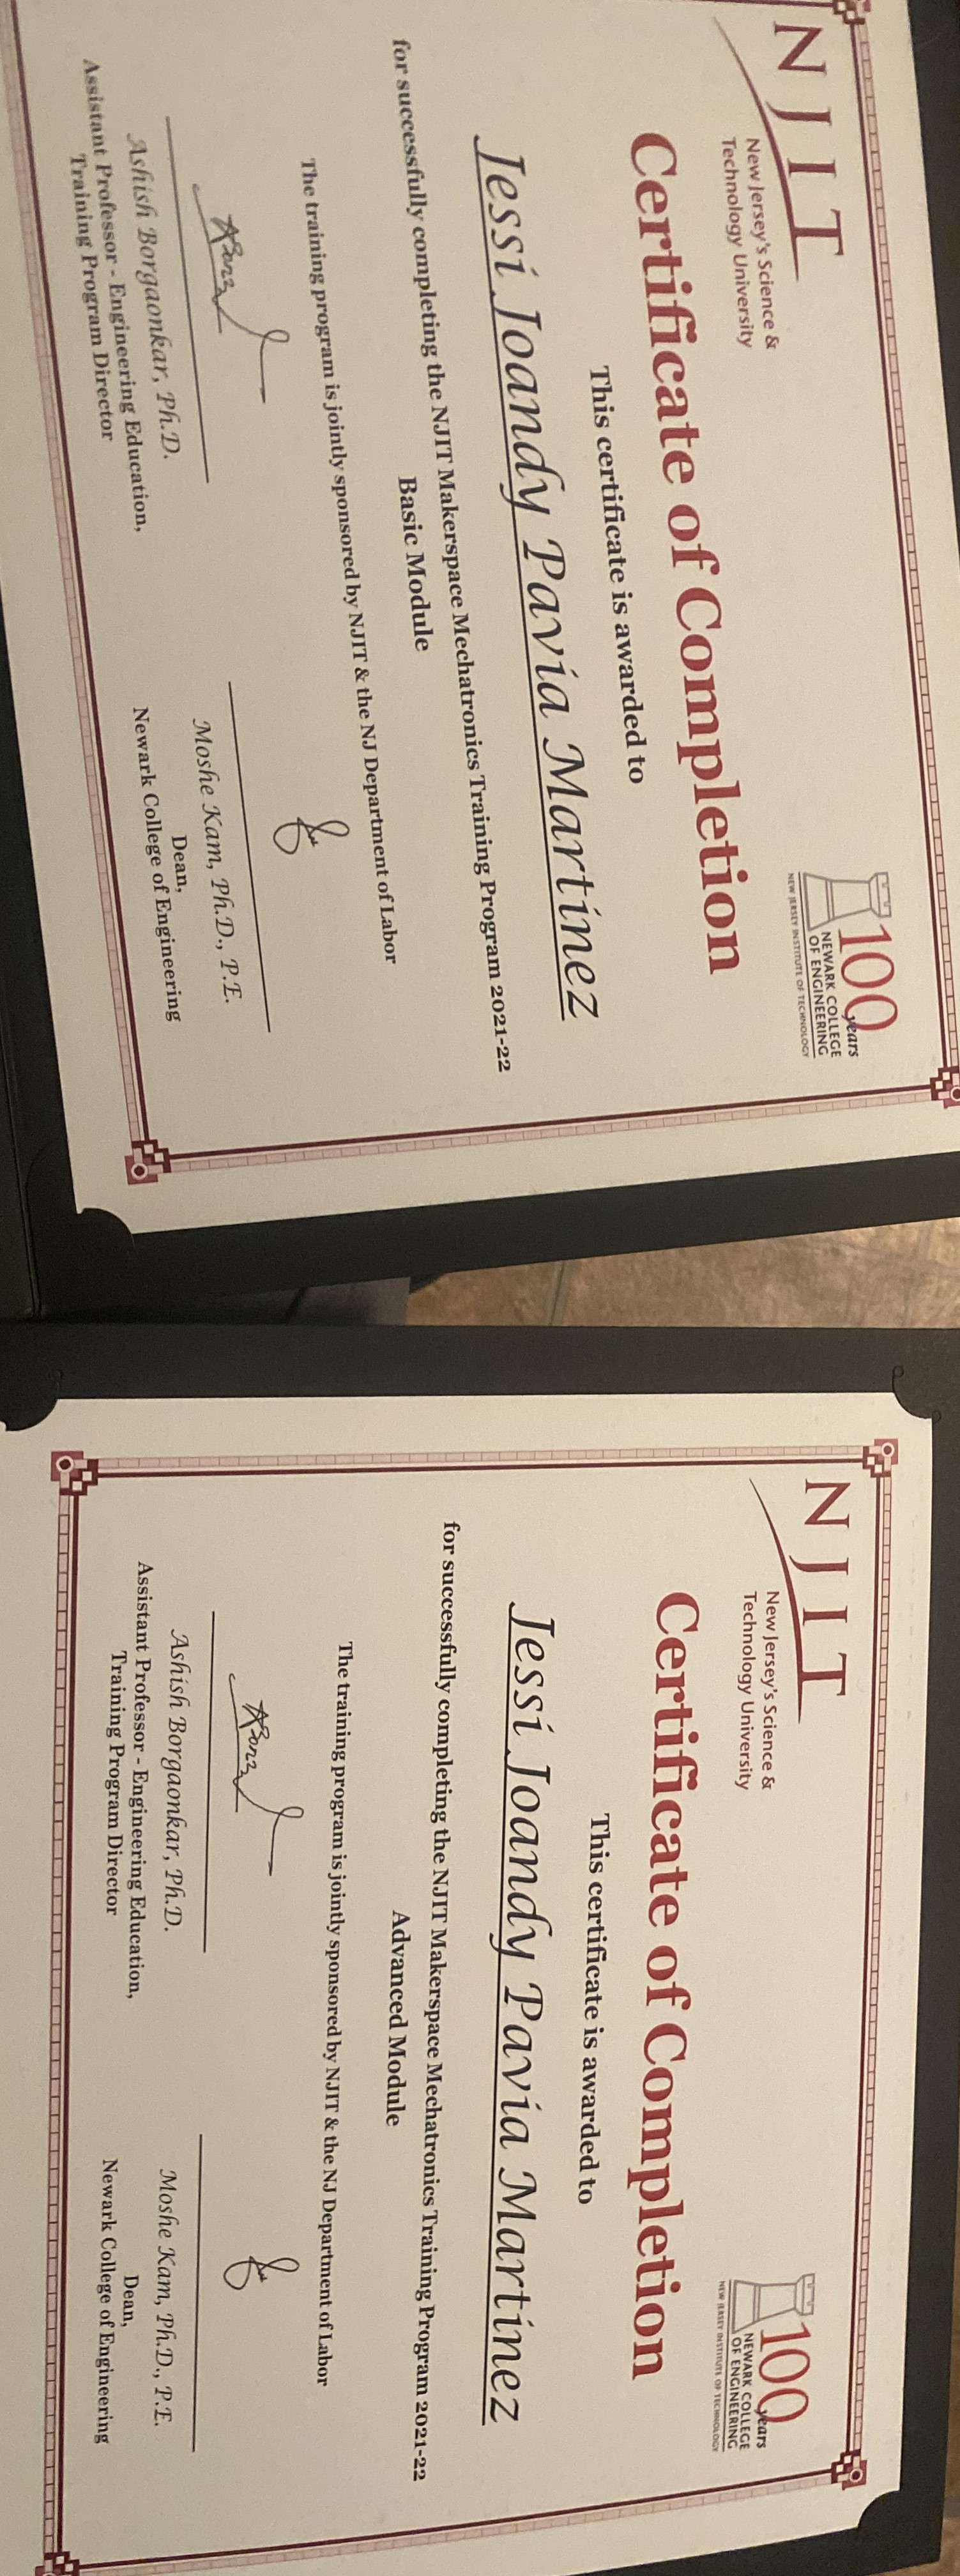 NJIT
New Jersey's Science &
Technology University
100
years
NEWARK COLLEGE
OF ENGINEERING
NEW JERSEY INSTITUTE OF TECHNOLOGY
Certificate of Completion
This certificate is awarded to
Jessi Joandy Pavia Martinez
for successfully completing the NJIT Makerspace Mechatronics Training Program 2021-22
Basic Module
The training program is jointly sponsored by NJIT & the NJ Department of Labor
Ashish Borgaonkar, Ph.D.
Assistant Professor - Engineering Education,
Training Program Director
Moshe Kam, Ph.D., P.E.
Dean,
Newark College of Engineering
NJIT
New Jersey's Science &
Technology University
100
years
NEWARK COLLEGE
OF ENGINEERING
NEW JERSEY INSTITUTE OF TECHNOLOGY
Certificate of Completion
This certificate is awarded to
Jessi Joandy Pavia Martinez
for successfully completing the NJIT Makerspace Mechatronics Training Program 2021-22
Advanced Module
The training program is jointly sponsored by NJIT & the NJ Department of Labor
Ashish Borgaonkar, Ph.D.
Assistant Professor - Engineering Education,
Training Program Director
Moshe Kam, Ph.D., P.E.
Dean,
Newark College of Engineering